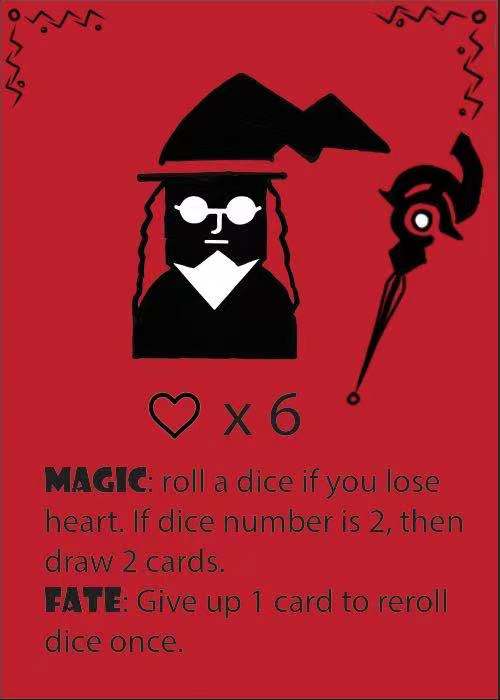 x 6
MAGIC: roll a dice if you lose
heart. If dice number is 2, then
draw 2 cards.
FATE: Give up 1 card to reroll
dice once.